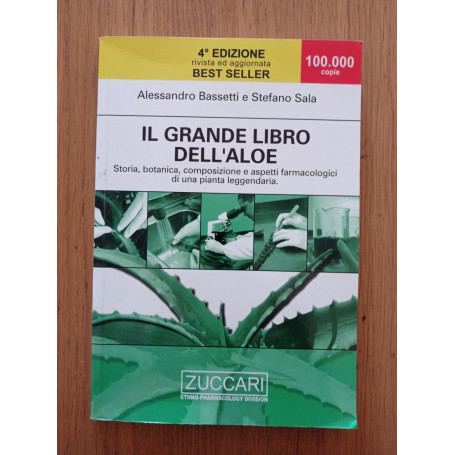 4° EDIZIONE
rivista ed aggiornata
BEST SELLER
100.000
copie
Alessandro Bassetti e Stefano Sala
IL GRANDE LIBRO
DELL'ALOE
Storia, botanica, composizione e aspetti farmacologici
di una pianta leggendaria.
ZUCCARI
ETHNO-PHARMACOLOGY DIVISION